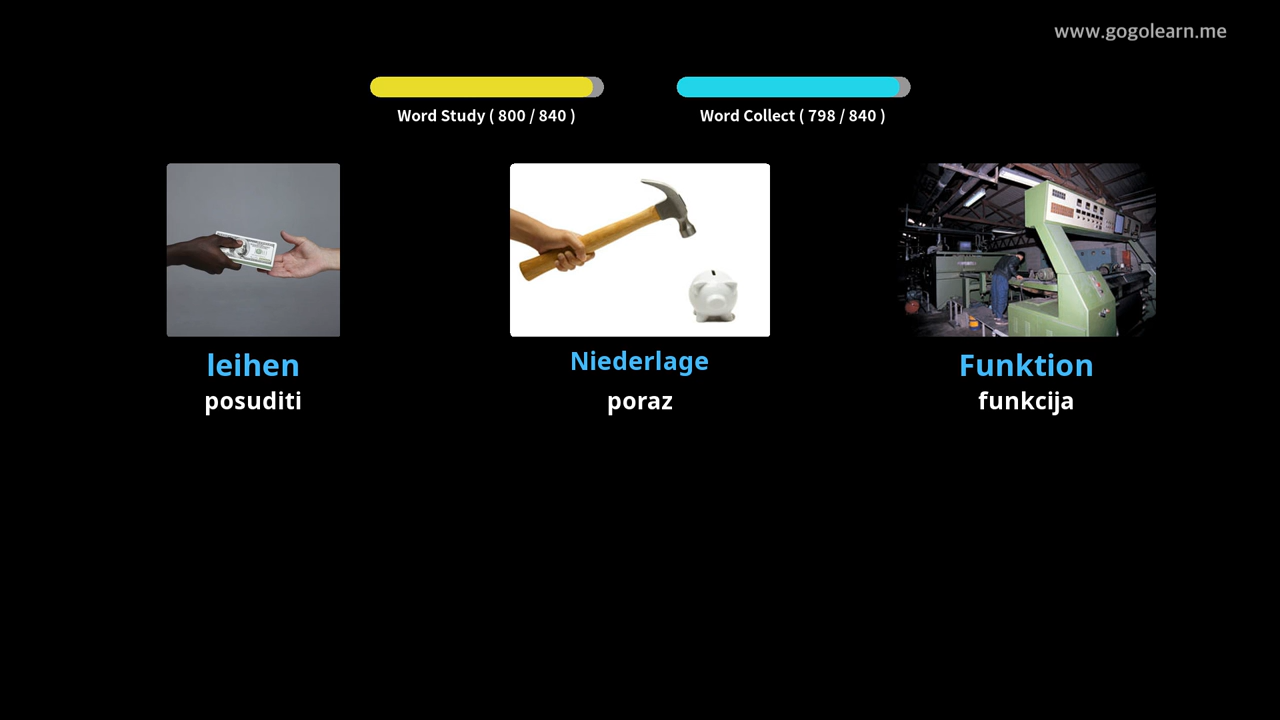 www.gogolearn.me
Word Study ( 800 / 840 )
Word Collect ( 798 / 840 )
leihen
posuditi
Niederlage
poraz
Funktion
funkcija